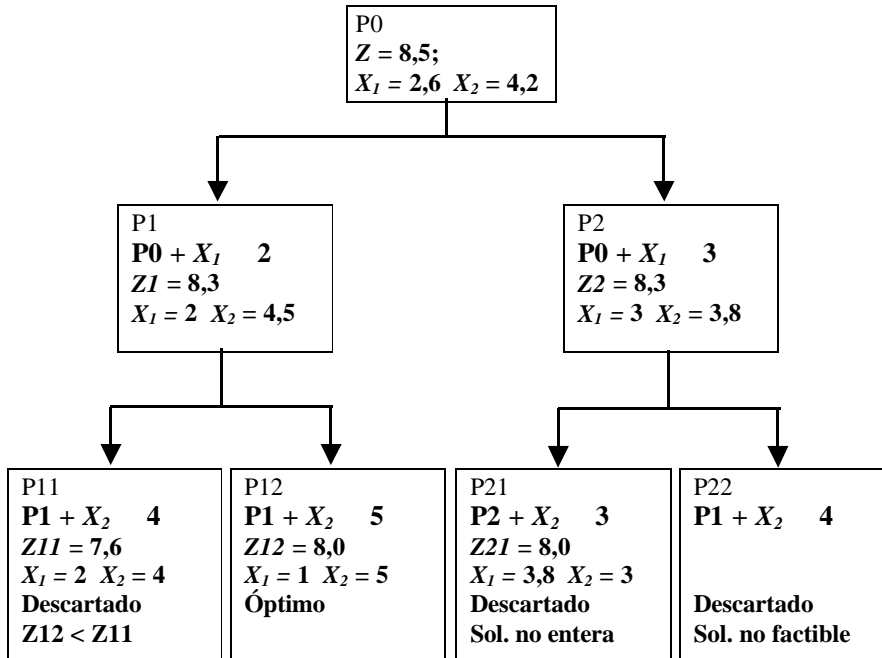 P0
Z = 8,5;
X1 = 2,6 X2 = 4,2
P1
P0 + X1 2
Z1 = 8,3
X1 = 2 X2 = 4,5
P2
P0 + X1 3
Z2 = 8,3
X1 = 3 X2 = 3,8
P11
P1 + X2 4
Z11 = 7,6
X1 = 2 X2 = 4
Descartado
Z12 < Z11
P12
P1 + X2 5
Z12 = 8,0
X1 = 1 X2 = 5
Óptimo
P21
P2 + X2 3
Z21 = 8,0
X1 = 3,8 X2 = 3
Descartado
Sol. no entera
P22
P1 + X2 4
Descartado
Sol. no factible